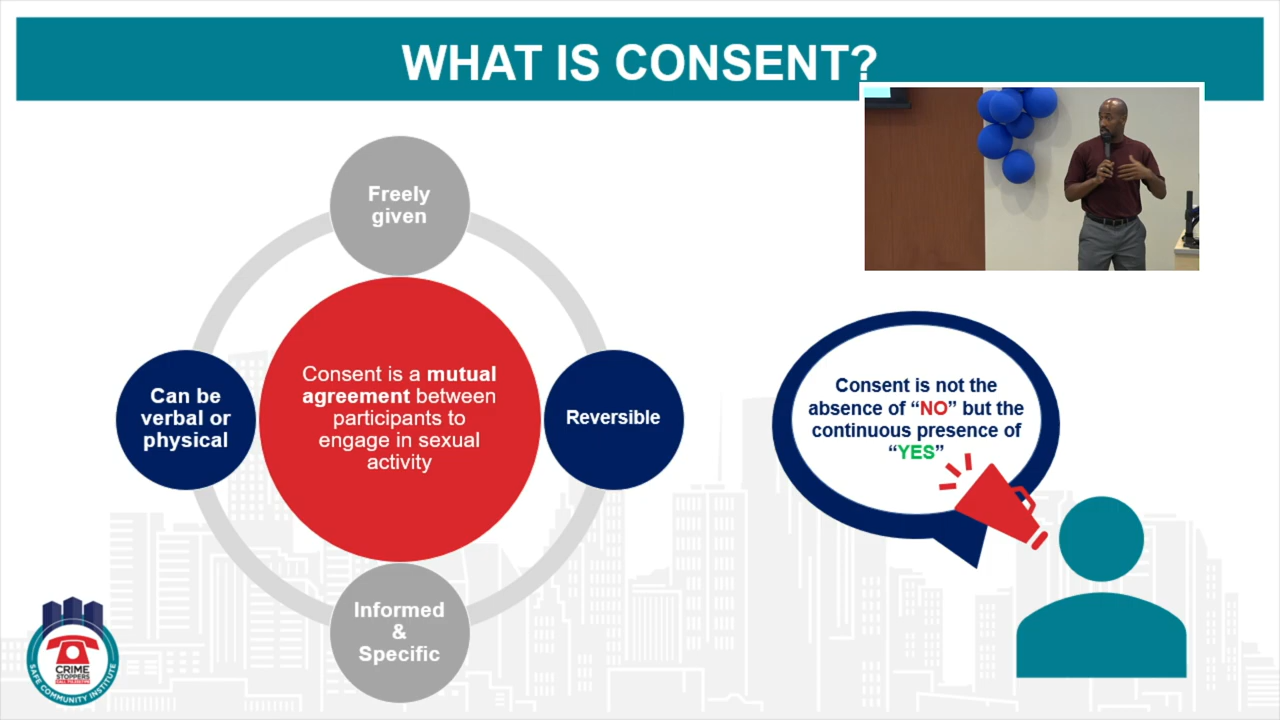 WHAT IS CONSENT?
Freely
given
Can be
verbal or
physical
Consent is a mutual
agreement between
participants to
engage in sexual
activity
Reversible
Informed
&
Specific
Consent is not the
absence of “NO” but the
continuous presence of
“YES”
CRIME
STOPPERS
SAFE COMMUNITY INSTITUTE